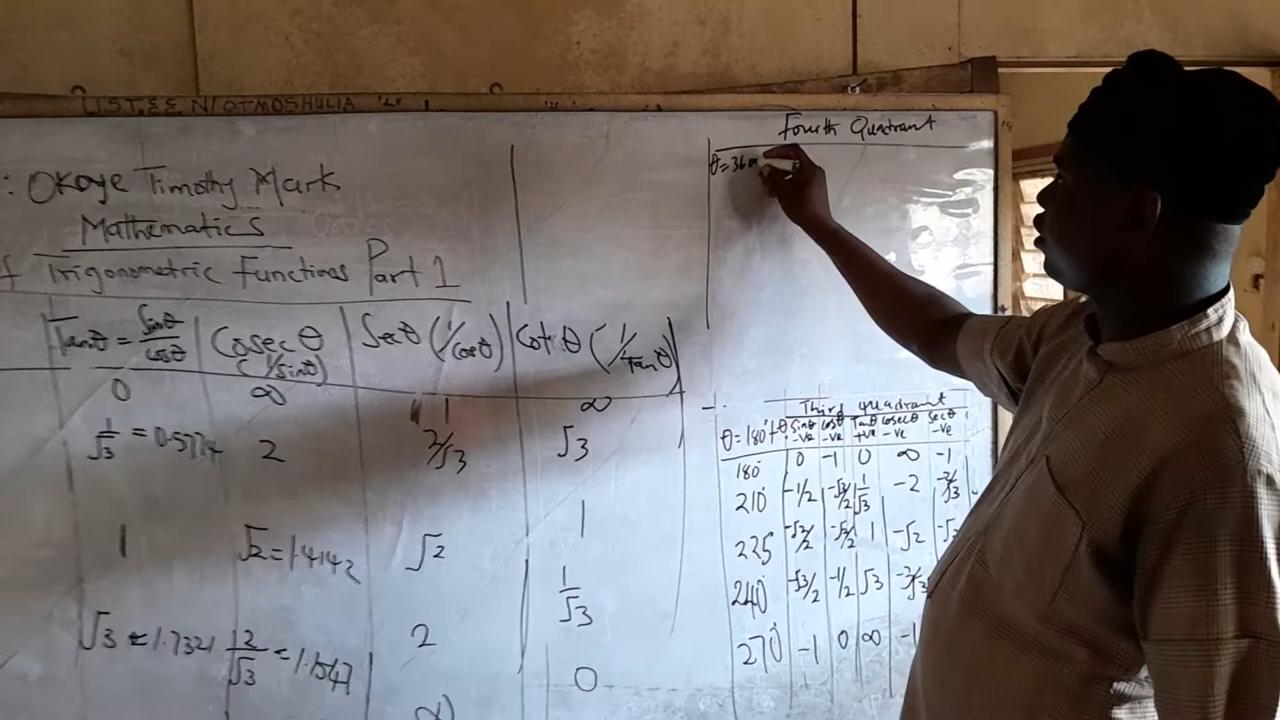 : Okoye Timothy Mark
Mathematics
f Trigonometric Functions Part 1
Tanθ = Sinθ/Cosθ | Cosec θ (1/Sinθ) | Sec θ (1/Cosθ) | Cot θ (1/Tanθ)
0 ∞ 1 ∞
1/√3 = 0.5774 2 2/√3 √3
1 √2 = 1.4142 √2 1
√3 = 1.7321 2/√3 = 1.1547 2 1/√3
∞ 0
Fourth Quadrant
θ = 360
Third quadrant
θ = 180° + θ Sinθ -ve Cosθ -ve Tanθ +ve Cosecθ -ve Secθ -ve
180° 0 -1 0 ∞ -1
210° -1/2 -√3/2 1/√3 -2 -2/√3
225 -√2/2 -√2/2 1 -√2 -√2
240° -√3/2 -1/2 √3 -2/√3
270° -1 0 ∞ -1